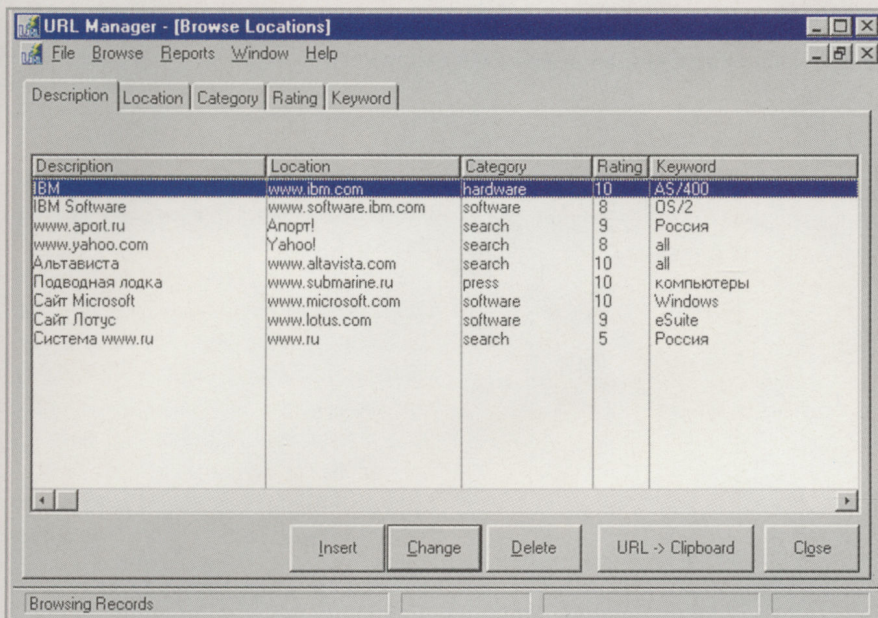 URL Manager - [Browse Locations]
File Browse Reports Window Help
Description Location Category Rating Keyword
Description Location Category Rating Keyword
IBM www.ibm.com hardware 10 AS/400
IBM Software www.software.ibm.com software 8 OS/2
www.aport.ru Апорт! search 9 Россия
www.yahoo.com Yahoo! search 8 all
Альтависта www.altavista.com search 10 all
Подводная лодка www.submarine.ru press 10 компьютеры
Сайт Microsoft www.microsoft.com software 10 Windows
Сайт Лотус www.lotus.com software 9 eSuite
Система www.ru www.ru search 5 Россия
Insert Change Delete URL -> Clipboard Close
Browsing Records